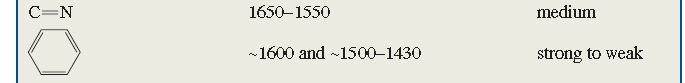 C=N 1650–1550 medium
~1600 and ~1500–1430 strong to weak